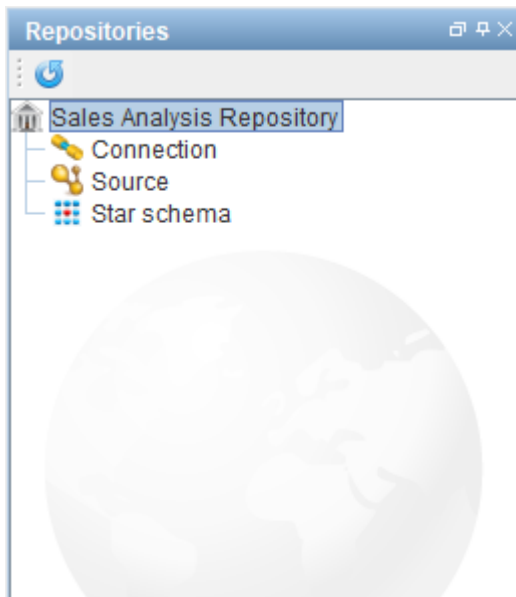 Repositories
Sales Analysis Repository
Connection
Source
Star schema